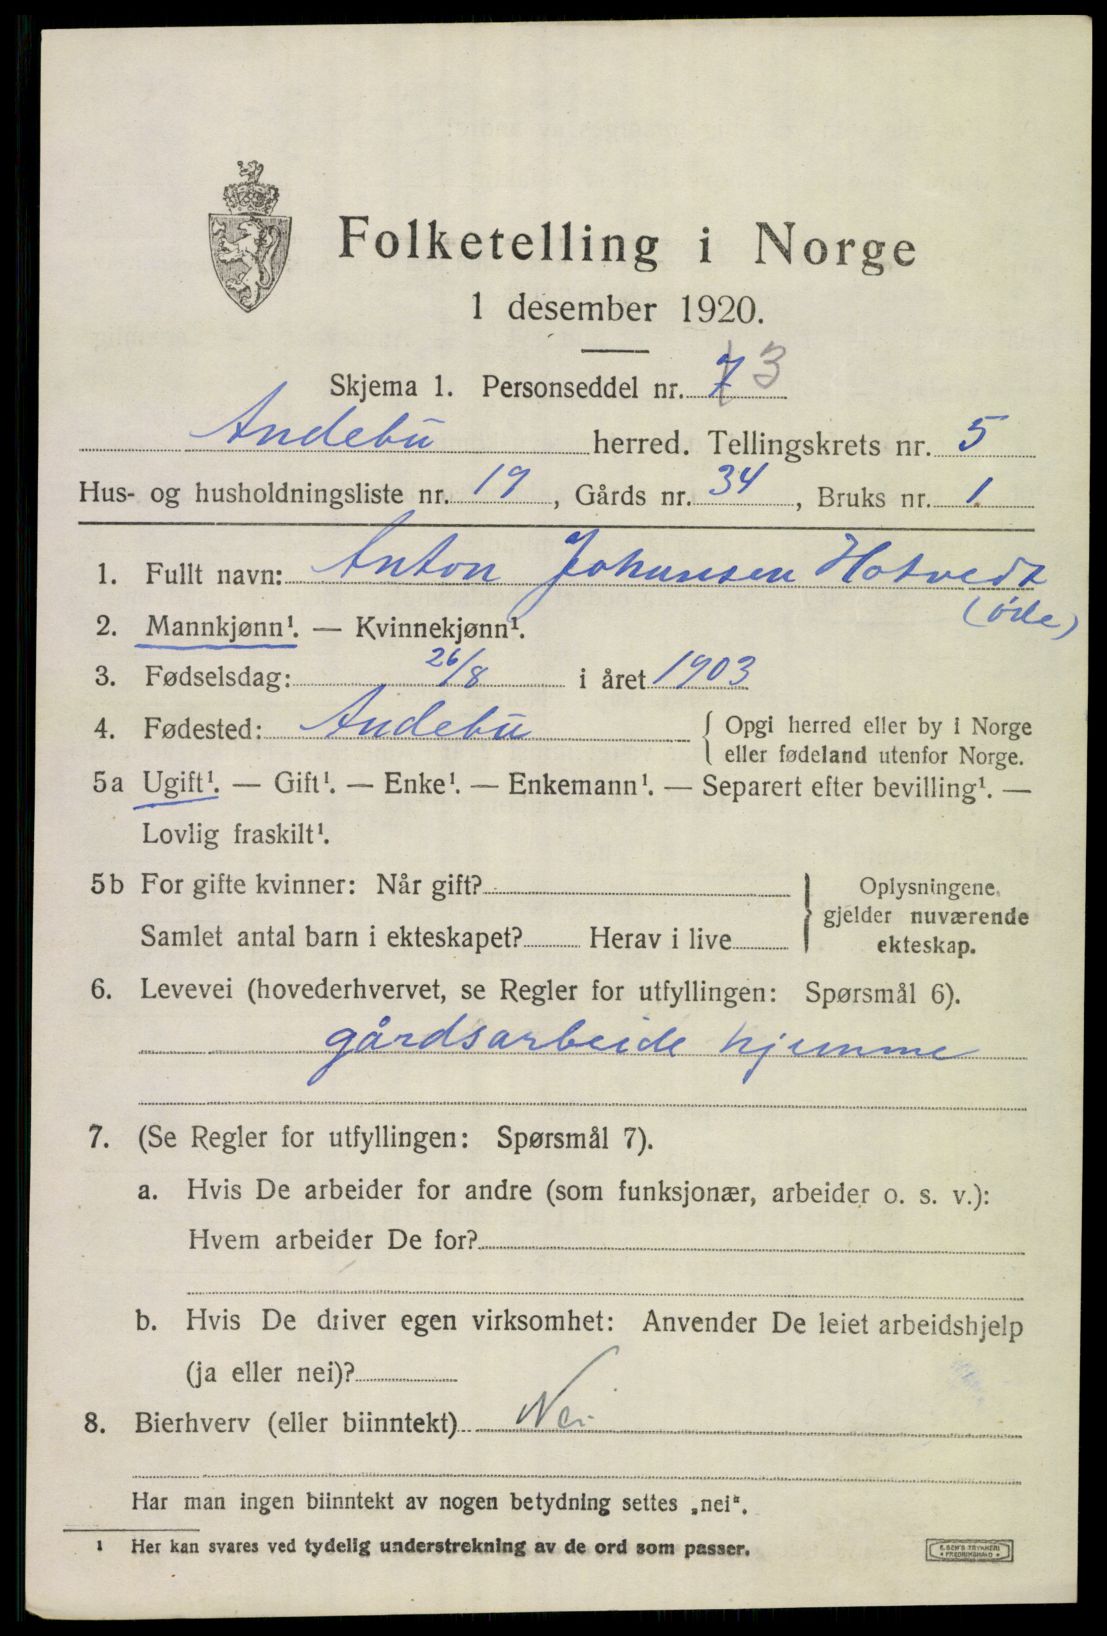 Folketelling i Norge
1 desember 1920.
Skjema 1. Personseddel nr. 7 3
Andebu herred. Tellingskrets nr. 5
Hus- og husholdningsliste nr. 19, Gårds nr. 34, Bruks nr. 1.
1. Fullt navn: Anton Johansen Hotvedt
(øde)
2. Mannkjønn¹. — Kvinnekjønn¹.
3. Fødselsdag: 26/8 i året 1903
4. Fødested: Andebu { Opgi herred eller by i Norge
eller fødeland utenfor Norge.
5a Ugift¹. — Gift¹. — Enke¹. — Enkemann¹. — Separert efter bevilling¹. —
Lovlig fraskilt¹.
5b For gifte kvinner: Når gift?
Samlet antal barn i ekteskapet? Herav i live
} Oplysningene
gjelder nuværende
ekteskap.
6. Levevei (hovederhvervet, se Regler for utfyllingen: Spørsmål 6).
gårdsarbeide hjemme
7. (Se Regler for utfyllingen: Spørsmål 7).
a. Hvis De arbeider for andre (som funksjonær, arbeider o. s. v.):
Hvem arbeider De for?
b. Hvis De driver egen virksomhet: Anvender De leiet arbeidshjelp
(ja eller nei)?
8. Bierhverv (eller biinntekt) Nei
Har man ingen biinntekt av nogen betydning settes „nei".
1 Her kan svares ved tydelig understrekning av de ord som passer.
TRYKKERI
FREDRIKSHALD